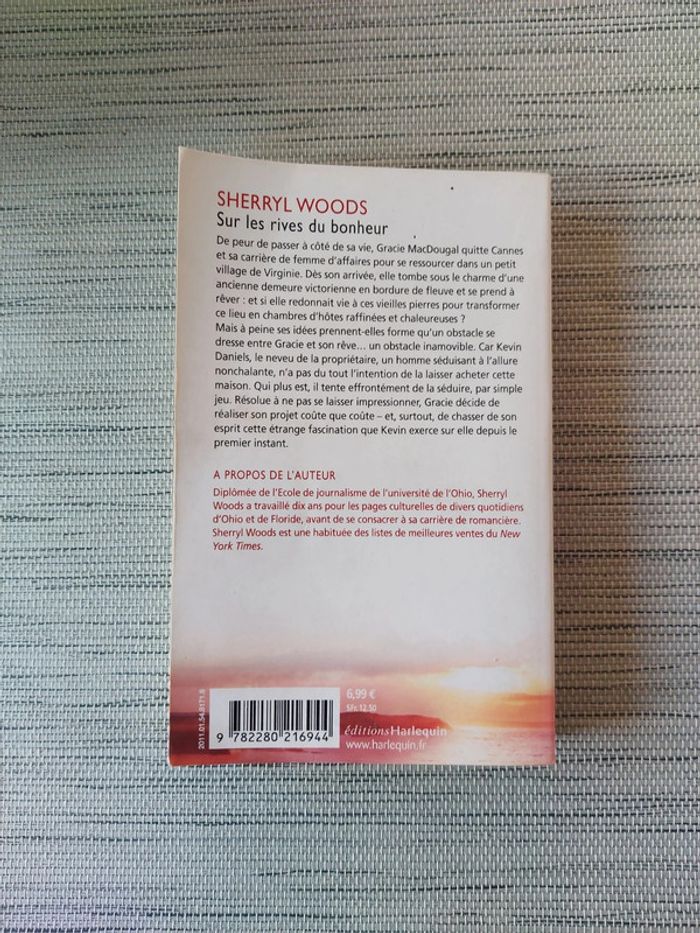 SHERRYL WOODS
Sur les rives du bonheur
De peur de passer à côté de sa vie, Gracie MacDougal quitte Cannes
et sa carrière de femme d'affaires pour se ressourcer dans un petit
village de Virginie. Dès son arrivée, elle tombe sous le charme d'une
ancienne demeure victorienne en bordure de fleuve et se prend à
rêver : et si elle redonnait vie à ces vieilles pierres pour transformer
ce lieu en chambres d'hôtes raffinées et chaleureuses ?
Mais à peine ses idées prennent-elles forme qu'un obstacle se
dresse entre Gracie et son rêve... un obstacle inamovible. Car Kevin
Daniels, le neveu de la propriétaire, un homme séduisant à l'allure
nonchalante, n'a pas du tout l'intention de la laisser acheter cette
maison. Qui plus est, il tente effrontément de la séduire, par simple
jeu. Résolue à ne pas se laisser impressionner, Gracie décide de
réaliser son projet coûte que coûte – et, surtout, de chasser de son
esprit cette étrange fascination que Kevin exerce sur elle depuis le
premier instant.
A PROPOS DE L'AUTEUR
Diplômée de l'Ecole de journalisme de l'université de l'Ohio, Sherryl
Woods a travaillé dix ans pour les pages culturelles de divers quotidiens
d'Ohio et de Floride, avant de se consacrer à sa carrière de romancière.
Sherryl Woods est une habituée des listes de meilleures ventes du New
York Times.
2011.01.54.8171.8
9 782280 216944
6,99 €
SFr. 12.50
éditionsHarlequin
www.harlequin.fr